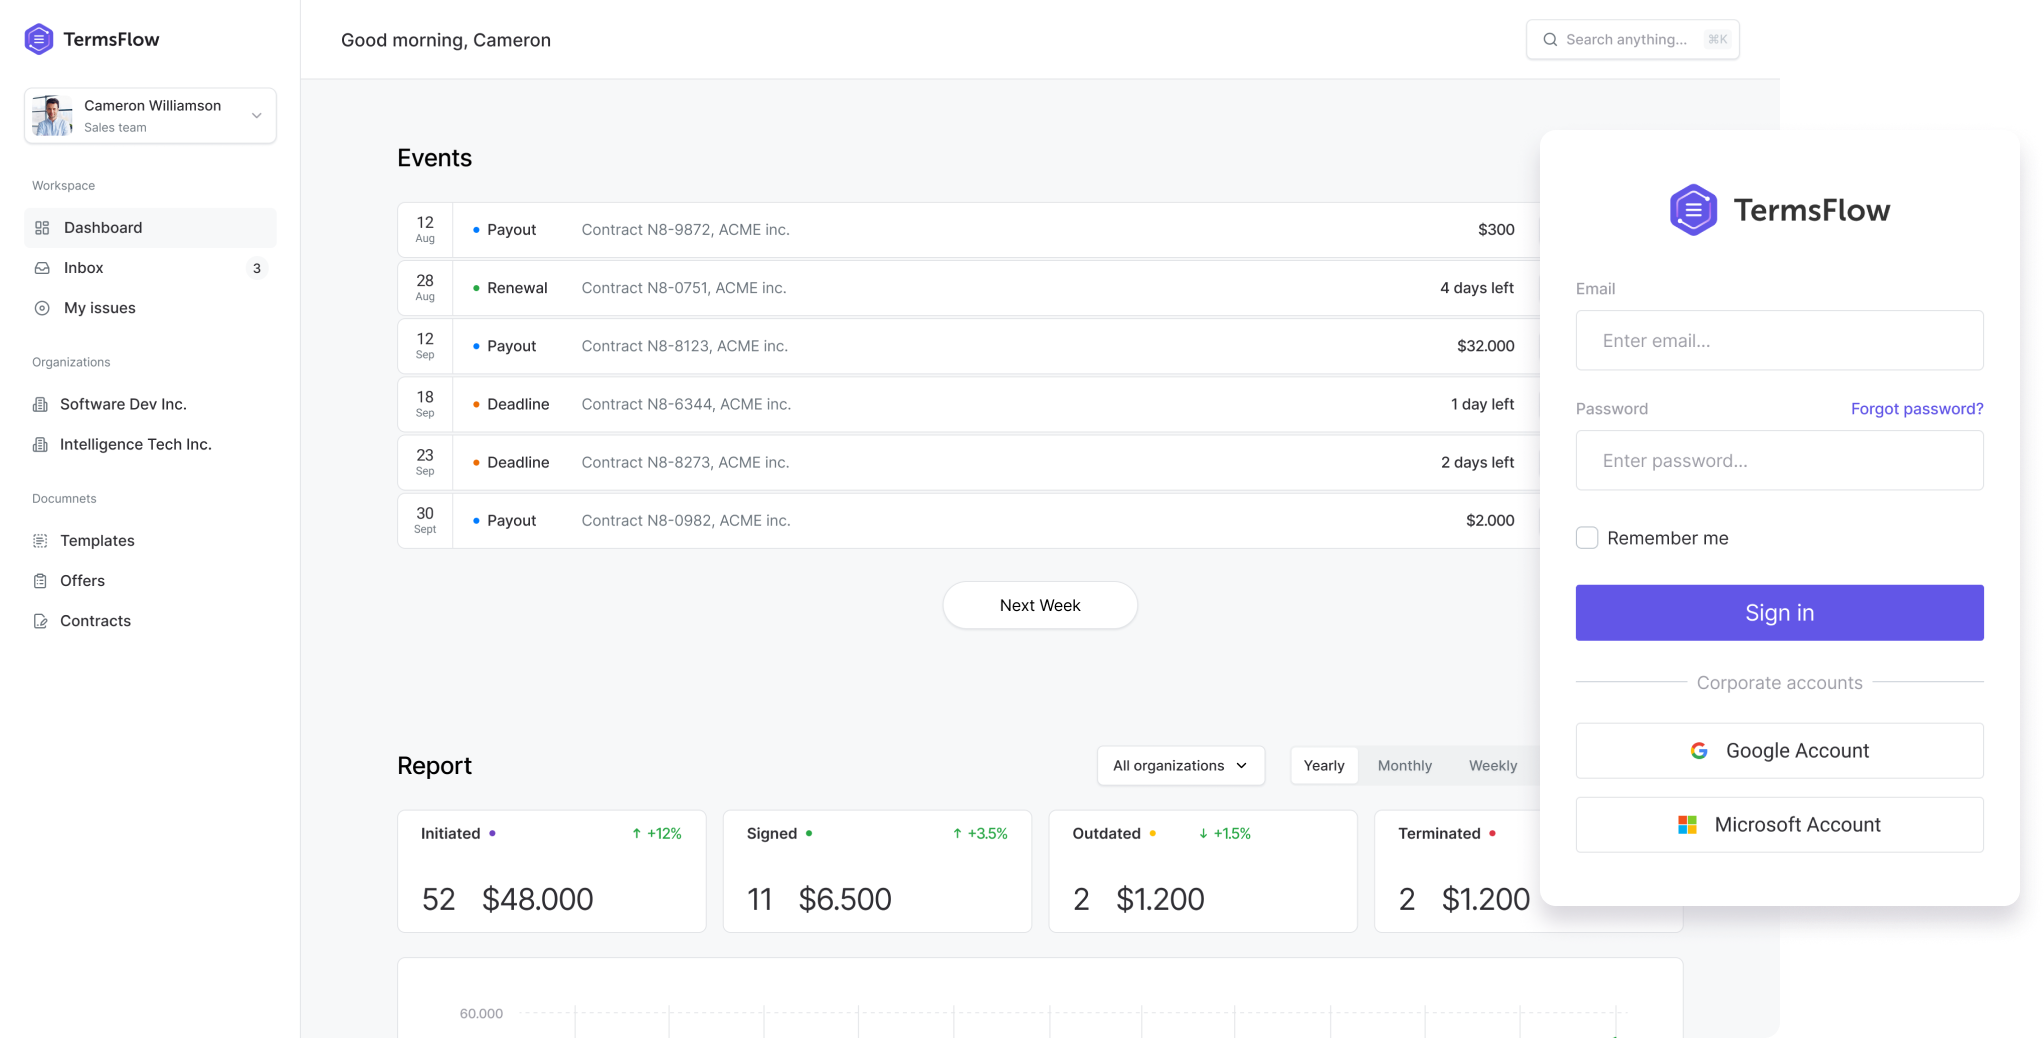 TermsFlow
Cameron Williamson
Sales team
Workspace
Dashboard
Inbox 3
My issues
Organizations
Software Dev Inc.
Intelligence Tech Inc.
Documnets
Templates
Offers
Contracts
Good morning, Cameron
Search anything... ⌘K
Events
12 Aug Payout Contract N8-9872, ACME inc. $300
28 Aug Renewal Contract N8-0751, ACME inc. 4 days left
12 Sep Payout Contract N8-8123, ACME inc. $32.000
18 Sep Deadline Contract N8-6344, ACME inc. 1 day left
23 Sep Deadline Contract N8-8273, ACME inc. 2 days left
30 Sept Payout Contract N8-0982, ACME inc. $2.000
Next Week
Report
All organizations
Yearly Monthly Weekly
Initiated ↑ +12%
52 $48.000
Signed ↑ +3.5%
11 $6.500
Outdated ↓ +1.5%
2 $1.200
Terminated
2 $1.200
60.000
TermsFlow
Email
Enter email...
Password Forgot password?
Enter password...
Remember me
Sign in
Corporate accounts
Google Account
Microsoft Account